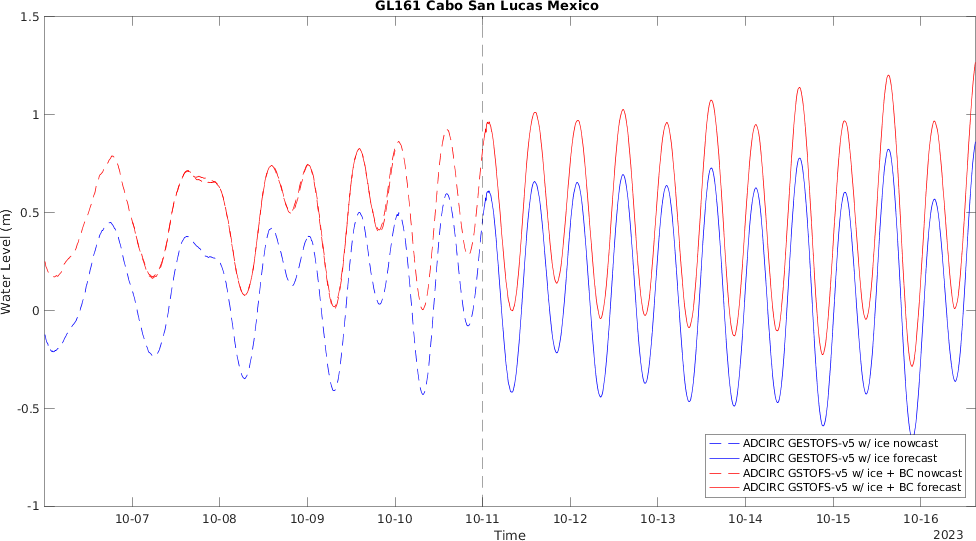 GL161 Cabo San Lucas Mexico
1.5
1
0.5
0
-0.5
-1
Water Level (m)
10-07 10-08 10-09 10-10 10-11 10-12 10-13 10-14 10-15 10-16
Time
2023
ADCIRC GESTOFS-v5 w/ ice nowcast
ADCIRC GESTOFS-v5 w/ ice forecast
ADCIRC GSTOFS-v5 w/ ice + BC nowcast
ADCIRC GSTOFS-v5 w/ ice + BC forecast